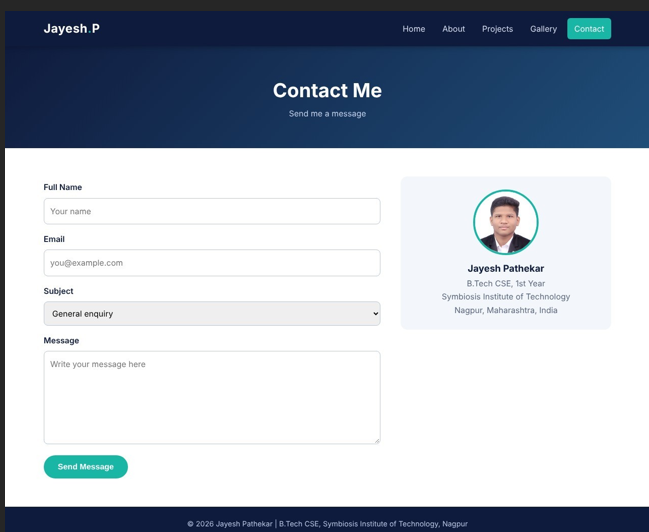 Jayesh.P
Home About Projects Gallery Contact
Contact Me
Send me a message
Full Name
Your name
Email
you@example.com
Subject
General enquiry
Message
Write your message here
Send Message
Jayesh Pathekar
B.Tech CSE, 1st Year
Symbiosis Institute of Technology
Nagpur, Maharashtra, India
© 2026 Jayesh Pathekar | B.Tech CSE, Symbiosis Institute of Technology, Nagpur